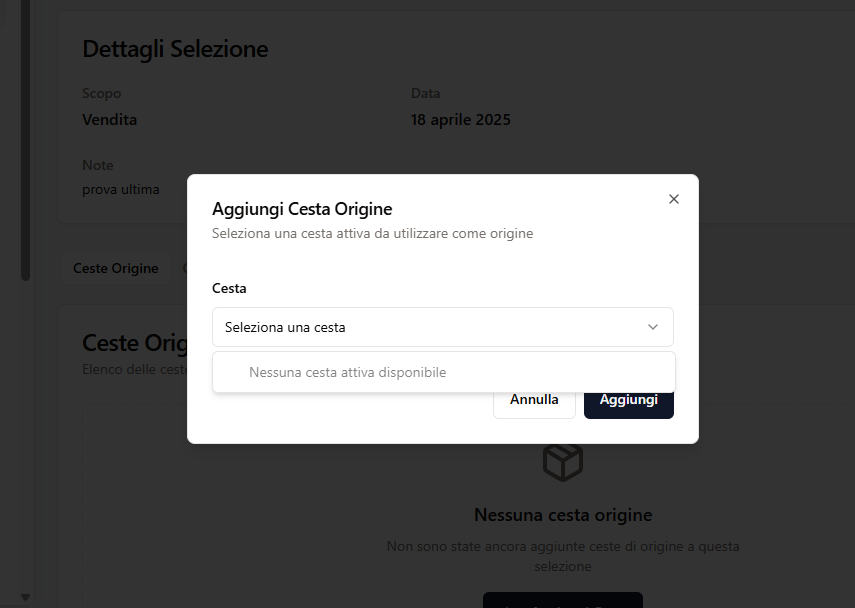 Dettagli Selezione
Scopo
Data
Vendita
18 aprile 2025
Note
prova ultima
Aggiungi Cesta Origine
Seleziona una cesta attiva da utilizzare come origine
Ceste Origine
Cesta
Seleziona una cesta
Ceste Orig
Elenco delle ceste
Nessuna cesta attiva disponibile
Annulla
Aggiungi
Nessuna cesta origine
Non sono state ancora aggiunte ceste di origine a questa
selezione